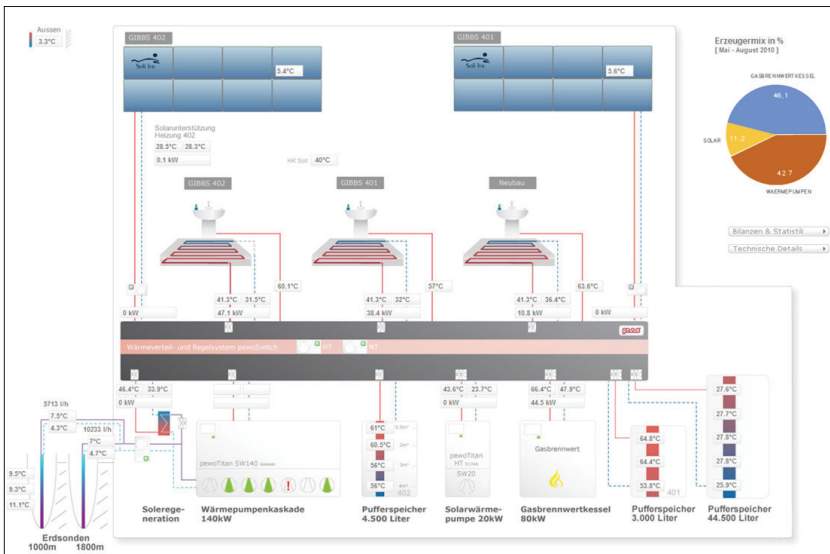 Aussen
3.3°C
GIBBS 402
GIBBS 401
5.4°C
5.6°C
Erzeugermix in %
[ Mai - August 2010 ]
GASBRENNWERTKESSEL
46.1
SOLAR
11.2
42.7
WAERMEPUMPEN
Bilanzen & Statistik
Technische Details
Solarunterstützung
Heizung 402
28.5°C 28.3°C
0.1 kW
HK Soll 40°C
GIBBS 402
GIBBS 401
Neubau
60.1°C
57°C
63.6°C
41.3°C 31.5°C
41.3°C 32°C
41.3°C 36.4°C
0 kW
47.1 kW
38.4 kW
10.8 kW
0 kW
Wärmeverteil- und Regelsystem pewoSwitch
HT
NT
46.4°C 33.9°C
0 kW
43.6°C 23.7°C
0 kW
66.4°C 47.9°C
44.5 kW
5713 l/h
7.5°C
4.3°C
10233 l/h
7°C
4.7°C
9.5°C
9.3°C
11.1°C
pewoTitan SW140
61°C
60.5°C
56°C
56°C
402
pewoTitan
HT
SW20
Gasbrennwert
64.8°C
64.4°C
53.8°C
401
27.6°C
27.7°C
27.8°C
27.8°C
25.9°C
Erdsonden
1000m 1800m
Solerege-
neration
Wärmepumpenkaskade
140kW
Pufferspeicher
4.500 Liter
Solarwärme-
pumpe 20kW
Gasbrennwertkessel
80kW
Pufferspeicher
3.000 Liter
Pufferspeicher
44.500 Liter